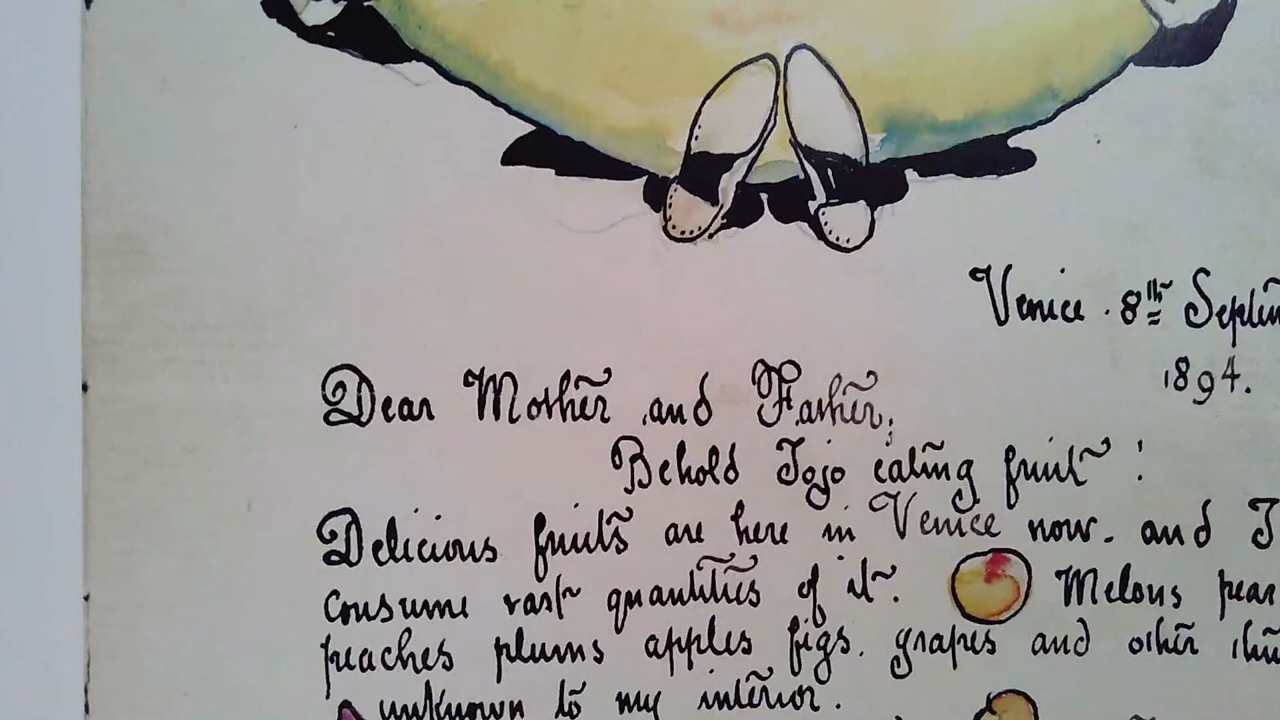 Venice. 8th Septem
1894.
Dear Mother and Father,
Behold Jojo eating fruit!
Delicious fruits are here in Venice now. and I
consume vast quantities of it. Melons pear
peaches plums apples figs. grapes and other
unknown to my interior.